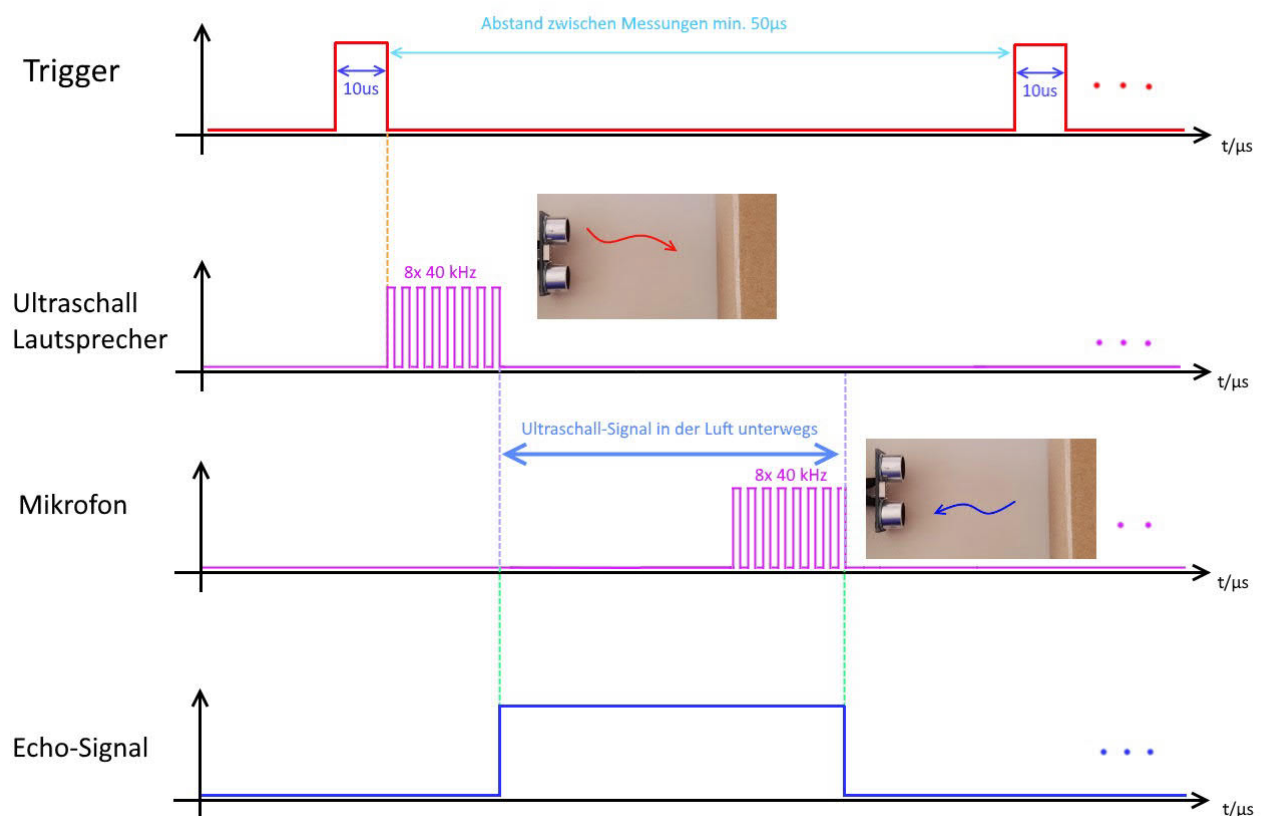 Abstand zwischen Messungen min. 50µs
Trigger
10us
10us
t/µs
8x 40 kHz
Ultraschall
Lautsprecher
t/µs
Ultraschall-Signal in der Luft unterwegs
8x 40 kHz
Mikrofon
t/µs
Echo-Signal
t/µs